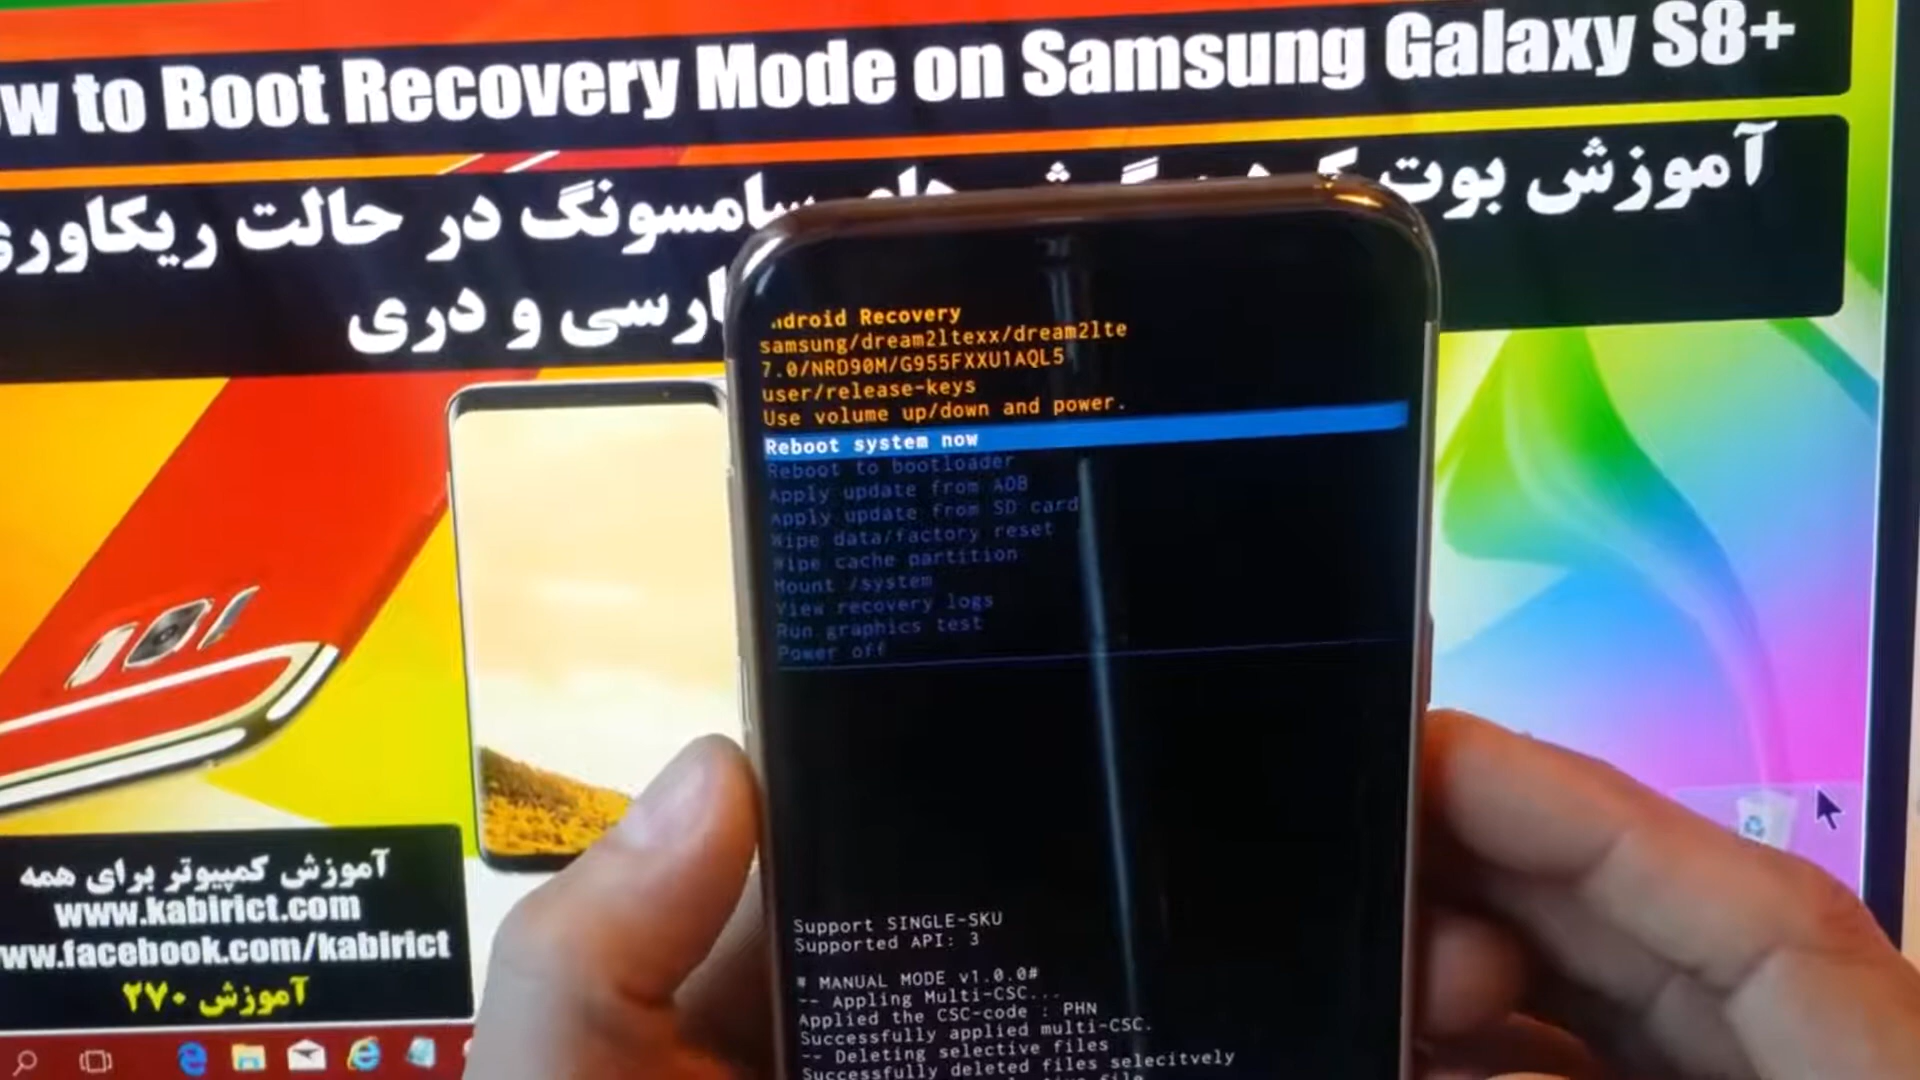 w to Boot Recovery Mode on Samsung Galaxy S8+
آموزش بوت
سامسونگ در حالت ریکاوری
ارسی و دری
ndroid Recovery
samsung/dream2ltexx/dream2lte
7.0/NRD90M/G955FXXU1AQL5
user/release-keys
Use volume up/down and power.
Reboot system now
Reboot to bootloader
Apply update from ADB
Apply update from SD card
Wipe data/factory reset
Wipe cache partition
Mount /system
View recovery logs
Run graphics test
Power off
Support SINGLE-SKU
Supported API: 3
# MANUAL MODE v1.0.0#
-- Appling Multi-CSC...
Applied the CSC-code : PHN
Successfully applied multi-CSC.
-- Deleting selective files
Successfully deleted files selecitvely
آموزش کمپیوتر برای همه
www.kabirict.com
ww.facebook.com/kabirict
آموزش ۲۷۰